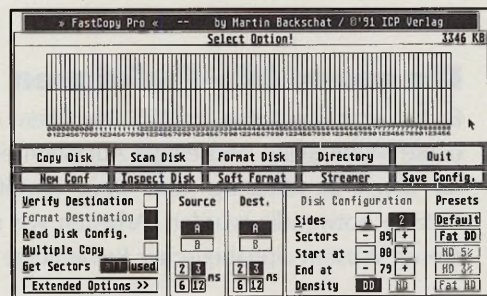 » FastCopy Pro « -- by Martin Backschat / 8'91 ICP Verlag
Select Option! 3346 KB
Copy Disk Scan Disk Format Disk Directory Quit
New Conf Inspect Disk Soft Format Streamer Save Config.
Verify Destination
Format Destination
Read Disk Config.
Multiple Copy
Get Sectors all used
Extended Options >>
Source
A
B
2 3
6 12 ms
Dest.
A
B
2 3
6 12 ms
Disk Configuration
Sides 1 2
Sectors - 09 +
Start at - 00 +
End at - 79 +
Density DD HD
Presets
Default
Fat DD
HD 5¼
HD 3½
Fat HD